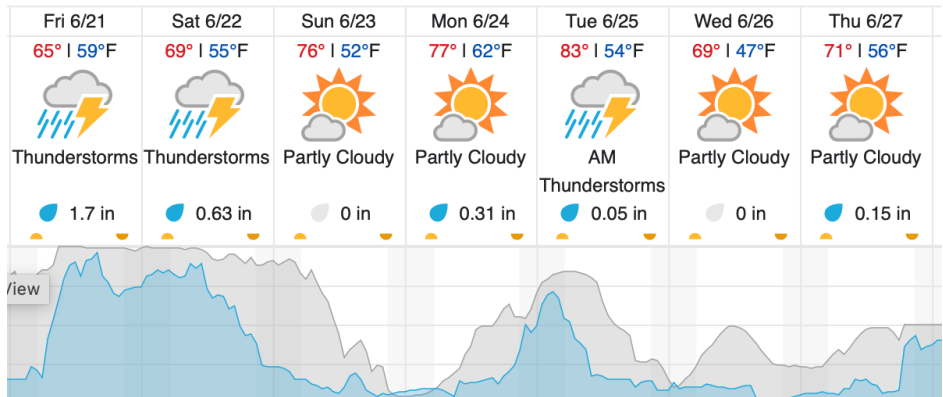 Fri 6/21 Sat 6/22 Sun 6/23 Mon 6/24 Tue 6/25 Wed 6/26 Thu 6/27
65° | 59°F 69° | 55°F 76° | 52°F 77° | 62°F 83° | 54°F 69° | 47°F 71° | 56°F
Thunderstorms Thunderstorms Partly Cloudy Partly Cloudy AM Partly Cloudy Partly Cloudy
Thunderstorms
1.7 in 0.63 in 0 in 0.31 in 0.05 in 0 in 0.15 in
View